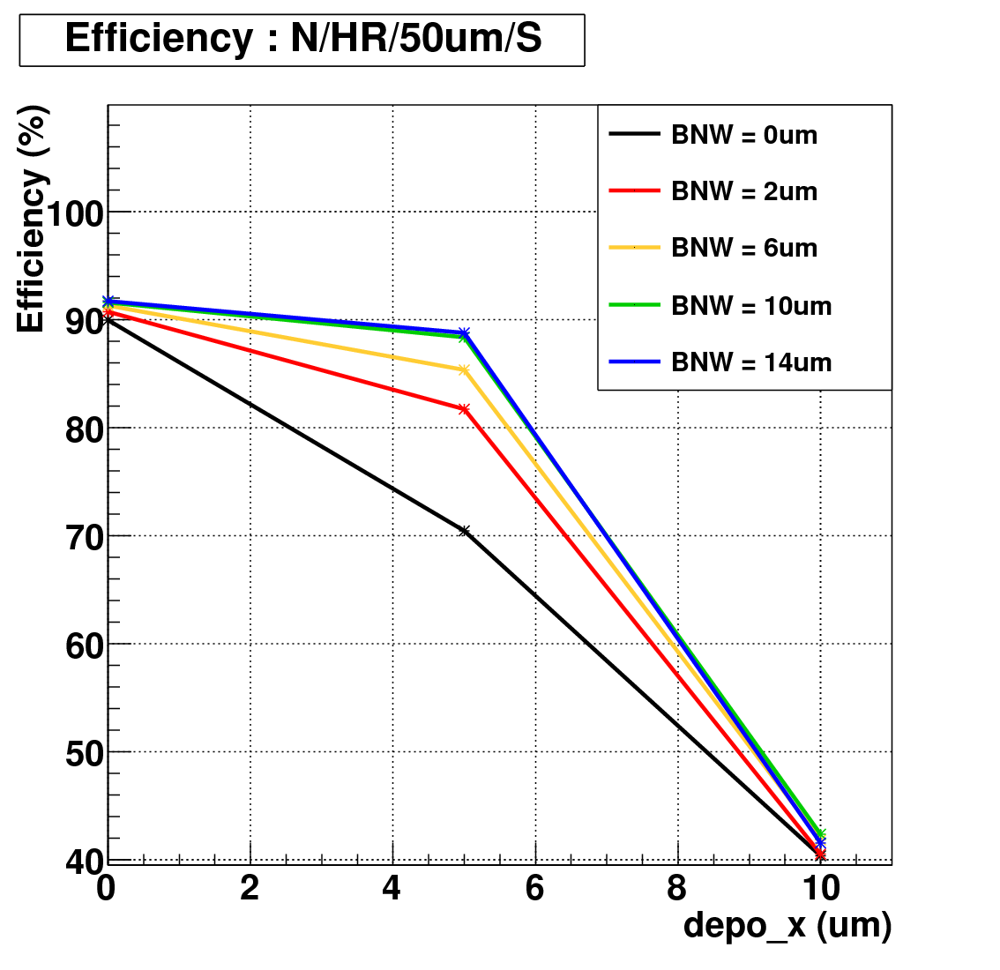 Efficiency : N/HR/50um/S
Efficiency (%)
BNW = 0um
BNW = 2um
BNW = 6um
BNW = 10um
BNW = 14um
100
90
80
70
60
50
40
0 2 4 6 8 10
depo_x (um)